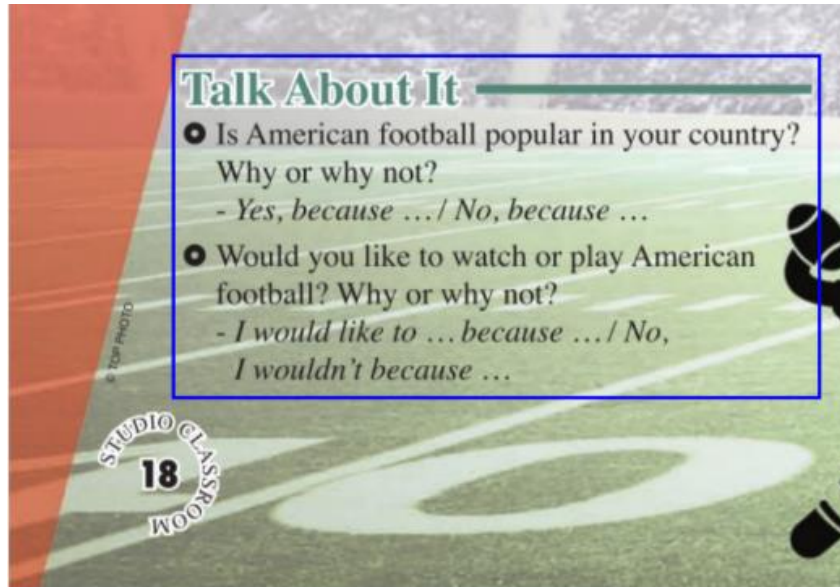 Talk About It
Is American football popular in your country?
Why or why not?
- Yes, because … / No, because …
Would you like to watch or play American
football? Why or why not?
- I would like to … because … / No,
I wouldn't because …
© TOP PHOTO
STUDIO CLASSROOM
18